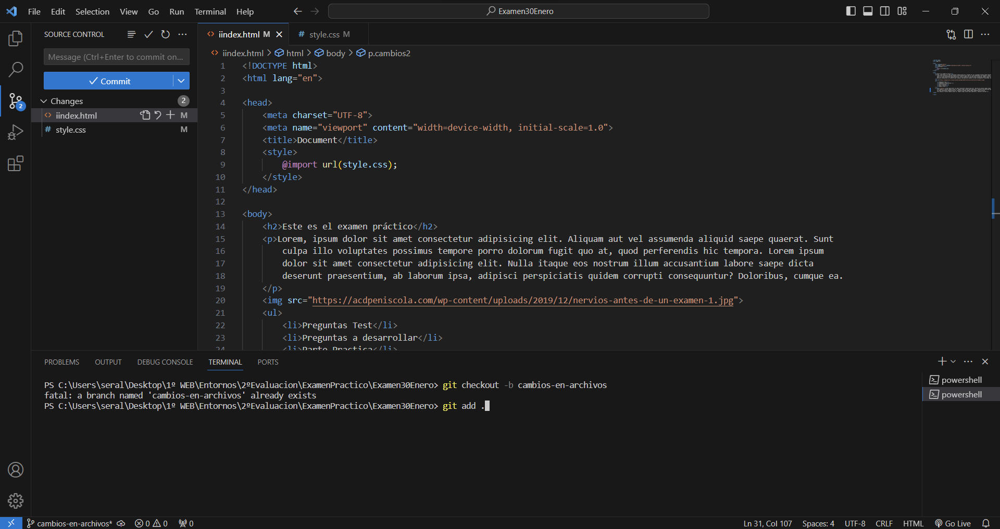 File Edit Selection View Go Run Terminal Help
Examen30Enero
SOURCE CONTROL
Message (Ctrl+Enter to commit on...
Commit
Changes 2
iindex.html M
style.css M
2
iindex.html M
style.css M
iindex.html > html > body > p.cambios2
1 <!DOCTYPE html>
2 <html lang="en">
3
4 <head>
5 <meta charset="UTF-8">
6 <meta name="viewport" content="width=device-width, initial-scale=1.0">
7 <title>Document</title>
8 <style>
9 @import url(style.css);
10 </style>
11 </head>
12
13 <body>
14 <h2>Este es el examen práctico</h2>
15 <p>Lorem, ipsum dolor sit amet consectetur adipisicing elit. Aliquam aut vel assumenda aliquid saepe quaerat. Sunt
16 culpa illo voluptates possimus tempore porro dolorum fugit quo at, quod perferendis hic tempora. Lorem ipsum
17 dolor sit amet consectetur adipisicing elit. Nulla itaque eos nostrum illum accusantium labore saepe dicta
18 deserunt praesentium, ab laborum ipsa, adipisci perspiciatis quidem corrupti consequuntur? Doloribus, cumque ea.
19 </p>
20 <img src="https://acdpeniscola.com/wp-content/uploads/2019/12/nervios-antes-de-un-examen-1.jpg">
21 <ul>
22 <li>Preguntas Test</li>
23 <li>Preguntas a desarrollar</li>
24 <li>Parte Practica</li>
PROBLEMS OUTPUT DEBUG CONSOLE TERMINAL PORTS
PS C:\Users\seral\Desktop\1º WEB\Entornos\2ºEvaluacion\ExamenPractico\Examen30Enero> git checkout -b cambios-en-archivos
fatal: a branch named 'cambios-en-archivos' already exists
PS C:\Users\seral\Desktop\1º WEB\Entornos\2ºEvaluacion\ExamenPractico\Examen30Enero> git add .
powershell
powershell
cambios-en-archivos* 0 0 0 Ln 31, Col 107 Spaces: 4 UTF-8 CRLF HTML Go Live